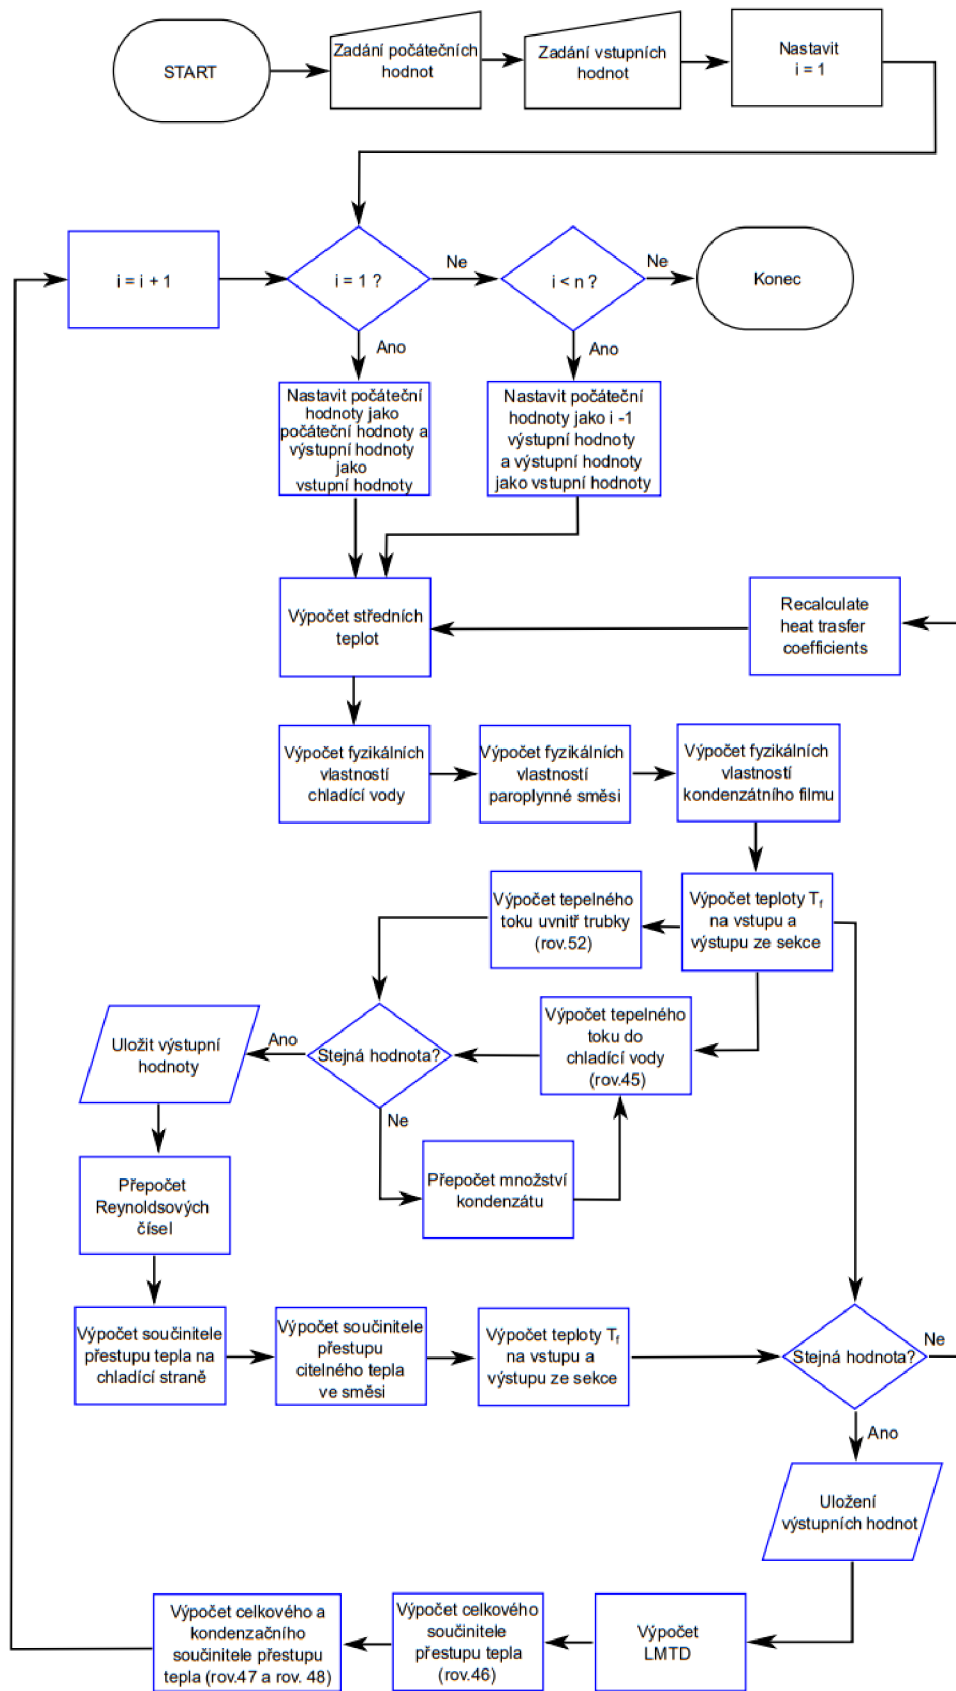 START
Zadání počátečních
hodnot
Zadání vstupních
hodnot
Nastavit
i = 1
i = i + 1
i = 1 ?
Ne
i < n ?
Ne
Konec
Ano
Ano
Nastavit počáteční
hodnoty jako
počáteční hodnoty a
výstupní hodnoty
jako
vstupní hodnoty
Nastavit počáteční
hodnoty jako i -1
výstupní hodnoty
a výstupní hodnoty
jako vstupní hodnoty
Výpočet středních
teplot
Recalculate
heat trasfer
coefficients
Výpočet fyzikálních
vlastností
chladící vody
Výpočet fyzikálních
vlastností
paroplynné směsi
Výpočet fyzikálních
vlastností
kondenzátního filmu
Výpočet tepelného
toku uvnitř trubky
(rov.52)
Výpočet teploty Tf
na vstupu a
výstupu ze sekce
Uložit výstupní
hodnoty
Ano
Stejná hodnota?
Výpočet tepelného
toku do
chladící vody
(rov.45)
Ne
Přepočet
Reynoldsových
čísel
Přepočet množství
kondenzátu
Výpočet součinitele
přestupu tepla na
chladící straně
Výpočet součinitele
přestupu
citelného tepla
ve směsi
Výpočet teploty Tf
na vstupu a
výstupu ze sekce
Stejná hodnota?
Ne
Ano
Uložení
výstupních hodnot
Výpočet celkového a
kondenzačního
součinitele přestupu
tepla (rov.47 a rov. 48)
Výpočet celkového
součinitele
přestupu tepla
(rov.46)
Výpočet
LMTD